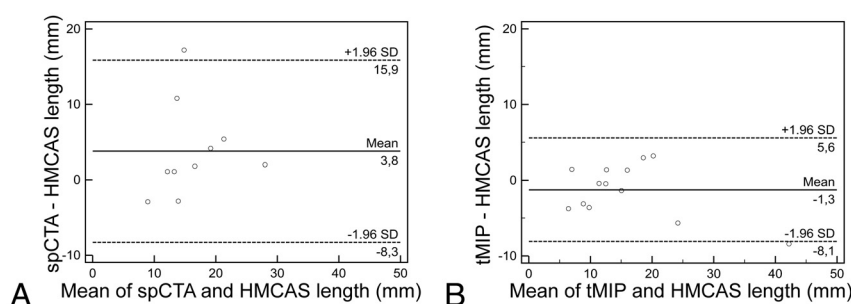 spCTA - HMCAS length (mm)
20
10
0
-10
+1.96 SD
15,9
Mean
3,8
-1.96 SD
-8,3
0 10 20 30 40 50
A Mean of spCTA and HMCAS length (mm)
tMIP - HMCAS length (mm)
20
10
0
-10
+1.96 SD
5,6
Mean
-1,3
-1.96 SD
-8,1
0 10 20 30 40 50
B Mean of tMIP and HMCAS length (mm)